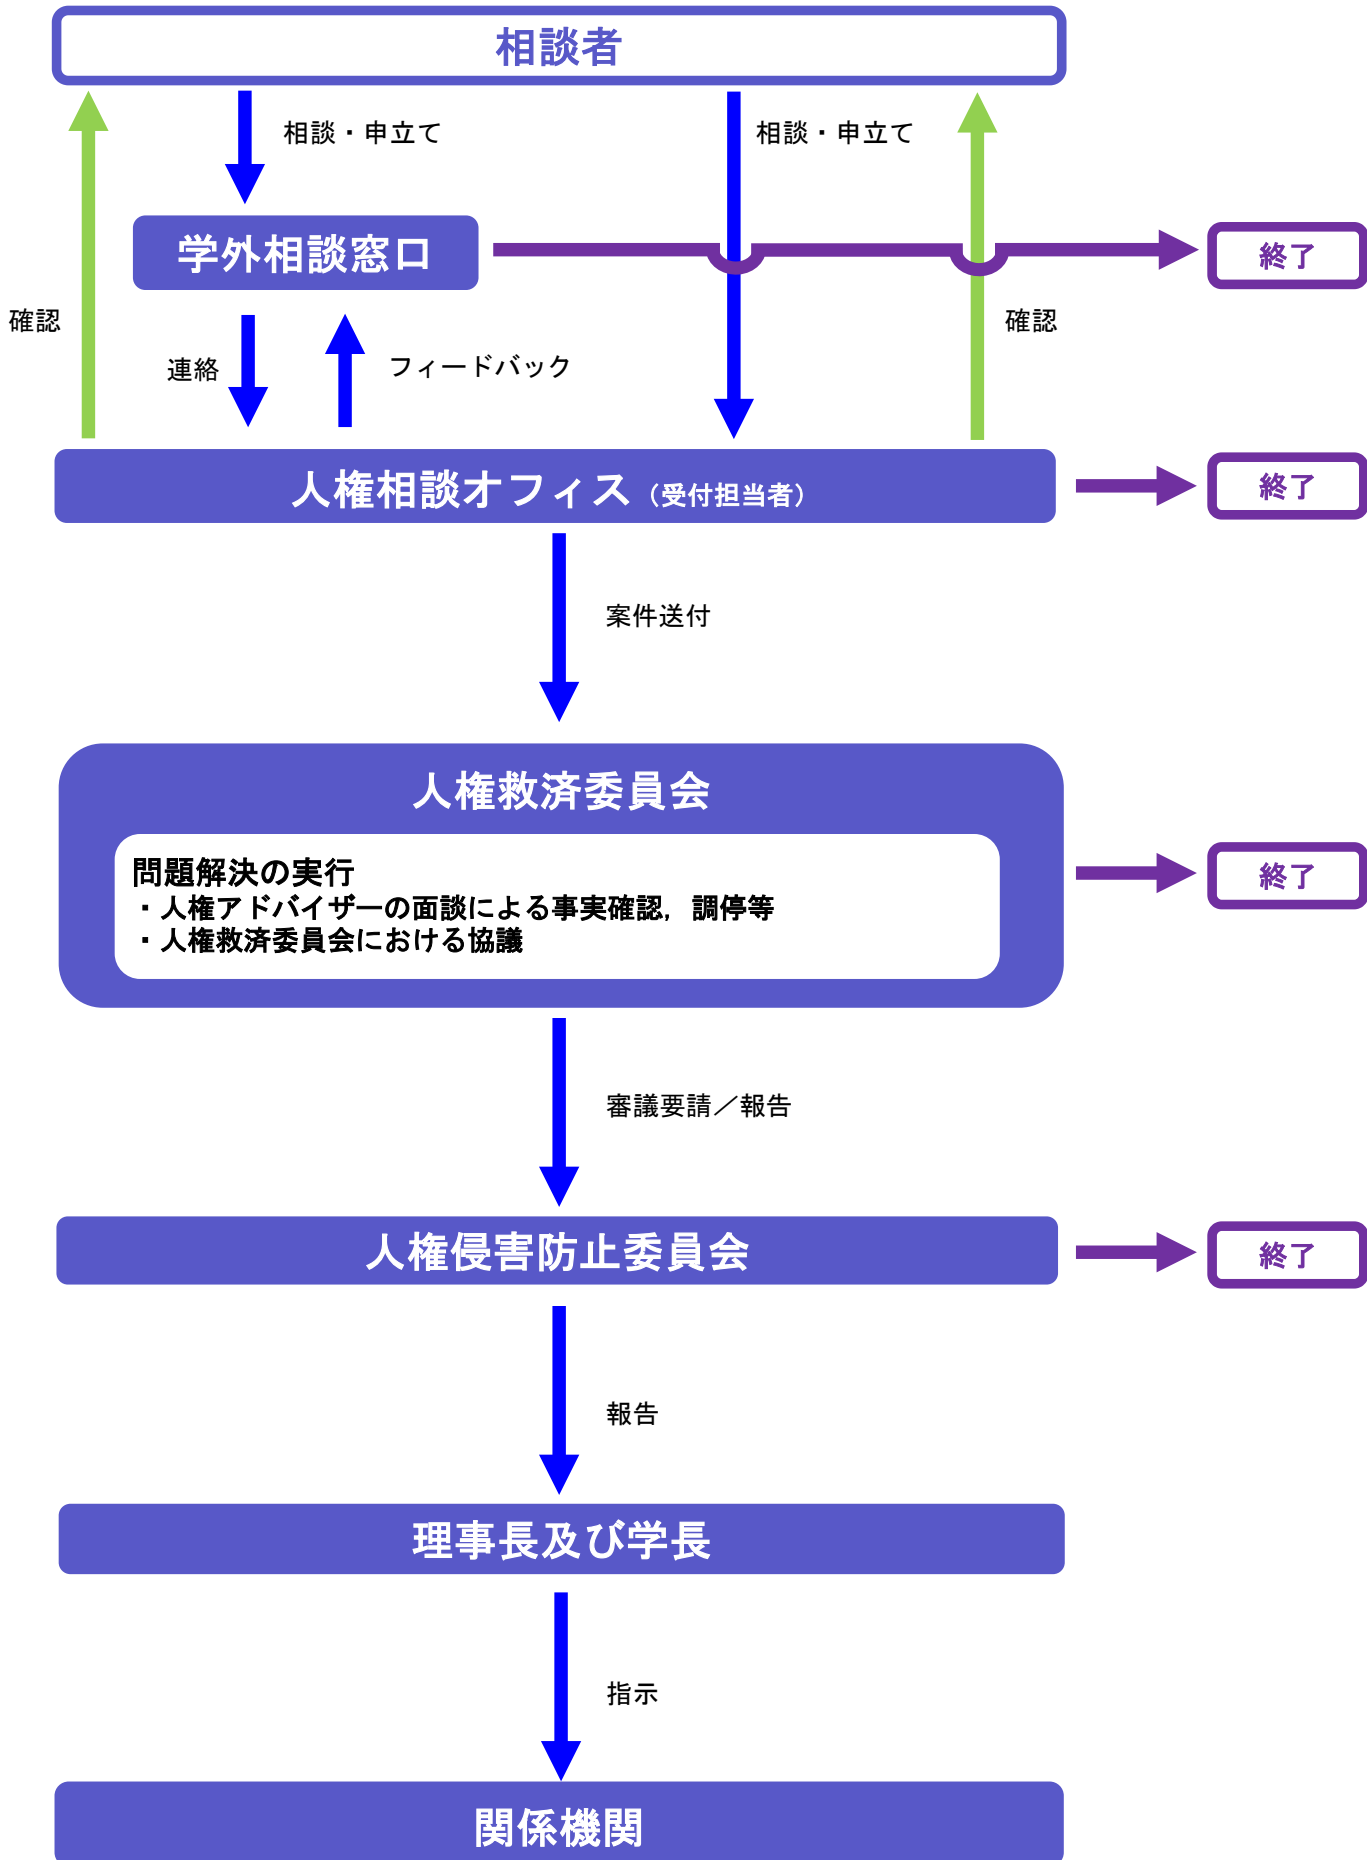 相談者
相談・申立て
相談・申立て
学外相談窓口
終了
確認
確認
連絡
フィードバック
人権相談オフィス（受付担当者）
終了
案件送付
人権救済委員会
問題解決の実行
・人権アドバイザーの面談による事実確認，調停等
・人権救済委員会における協議
終了
審議要請／報告
人権侵害防止委員会
終了
報告
理事長及び学長
指示
関係機関